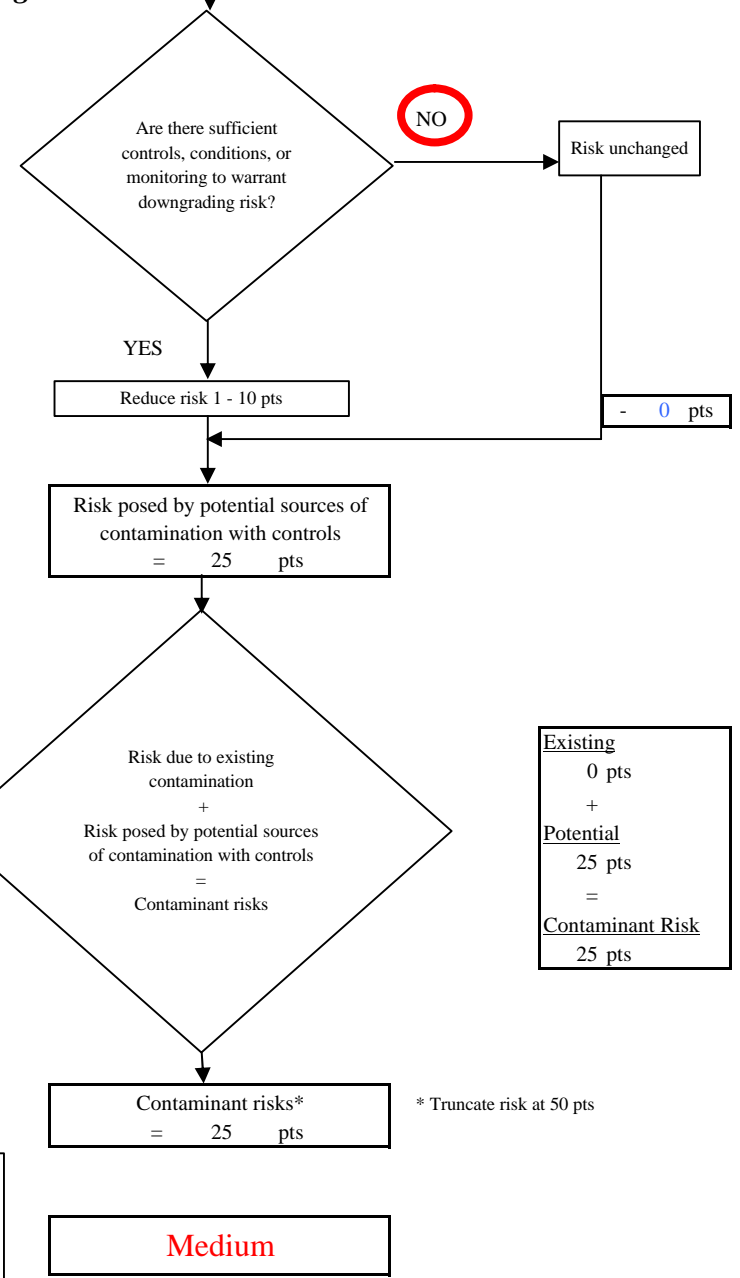 g
Are there sufficient
controls, conditions, or
monitoring to warrant
downgrading risk?
NO
Risk unchanged
YES
Reduce risk 1 - 10 pts
- 0 pts
Risk posed by potential sources of
contamination with controls
= 25 pts
Risk due to existing
contamination
+
Risk posed by potential sources
of contamination with controls
=
Contaminant risks
Existing
0 pts
+
Potential
25 pts
=
Contaminant Risk
25 pts
Contaminant risks*
= 25 pts
* Truncate risk at 50 pts
Medium